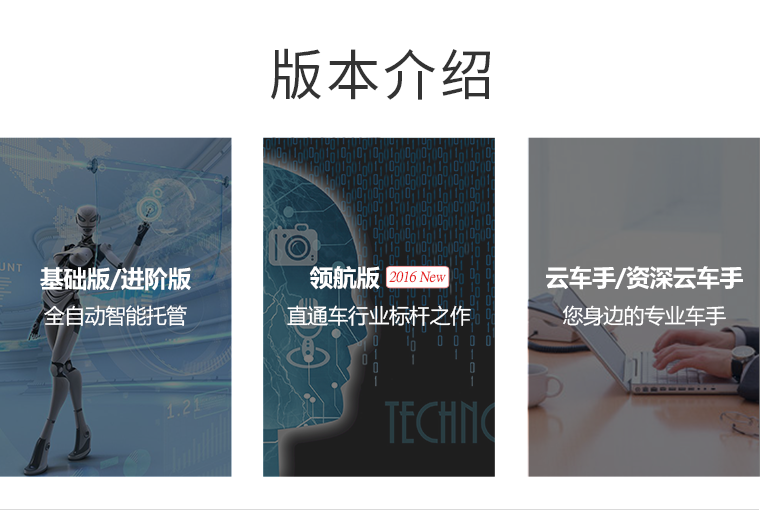 版本介绍
基础版/进阶版
全自动智能托管
领航版 2016 New
直通车行业标杆之作
云车手/资深云车手
您身边的专业车手
1.21
TECHNO